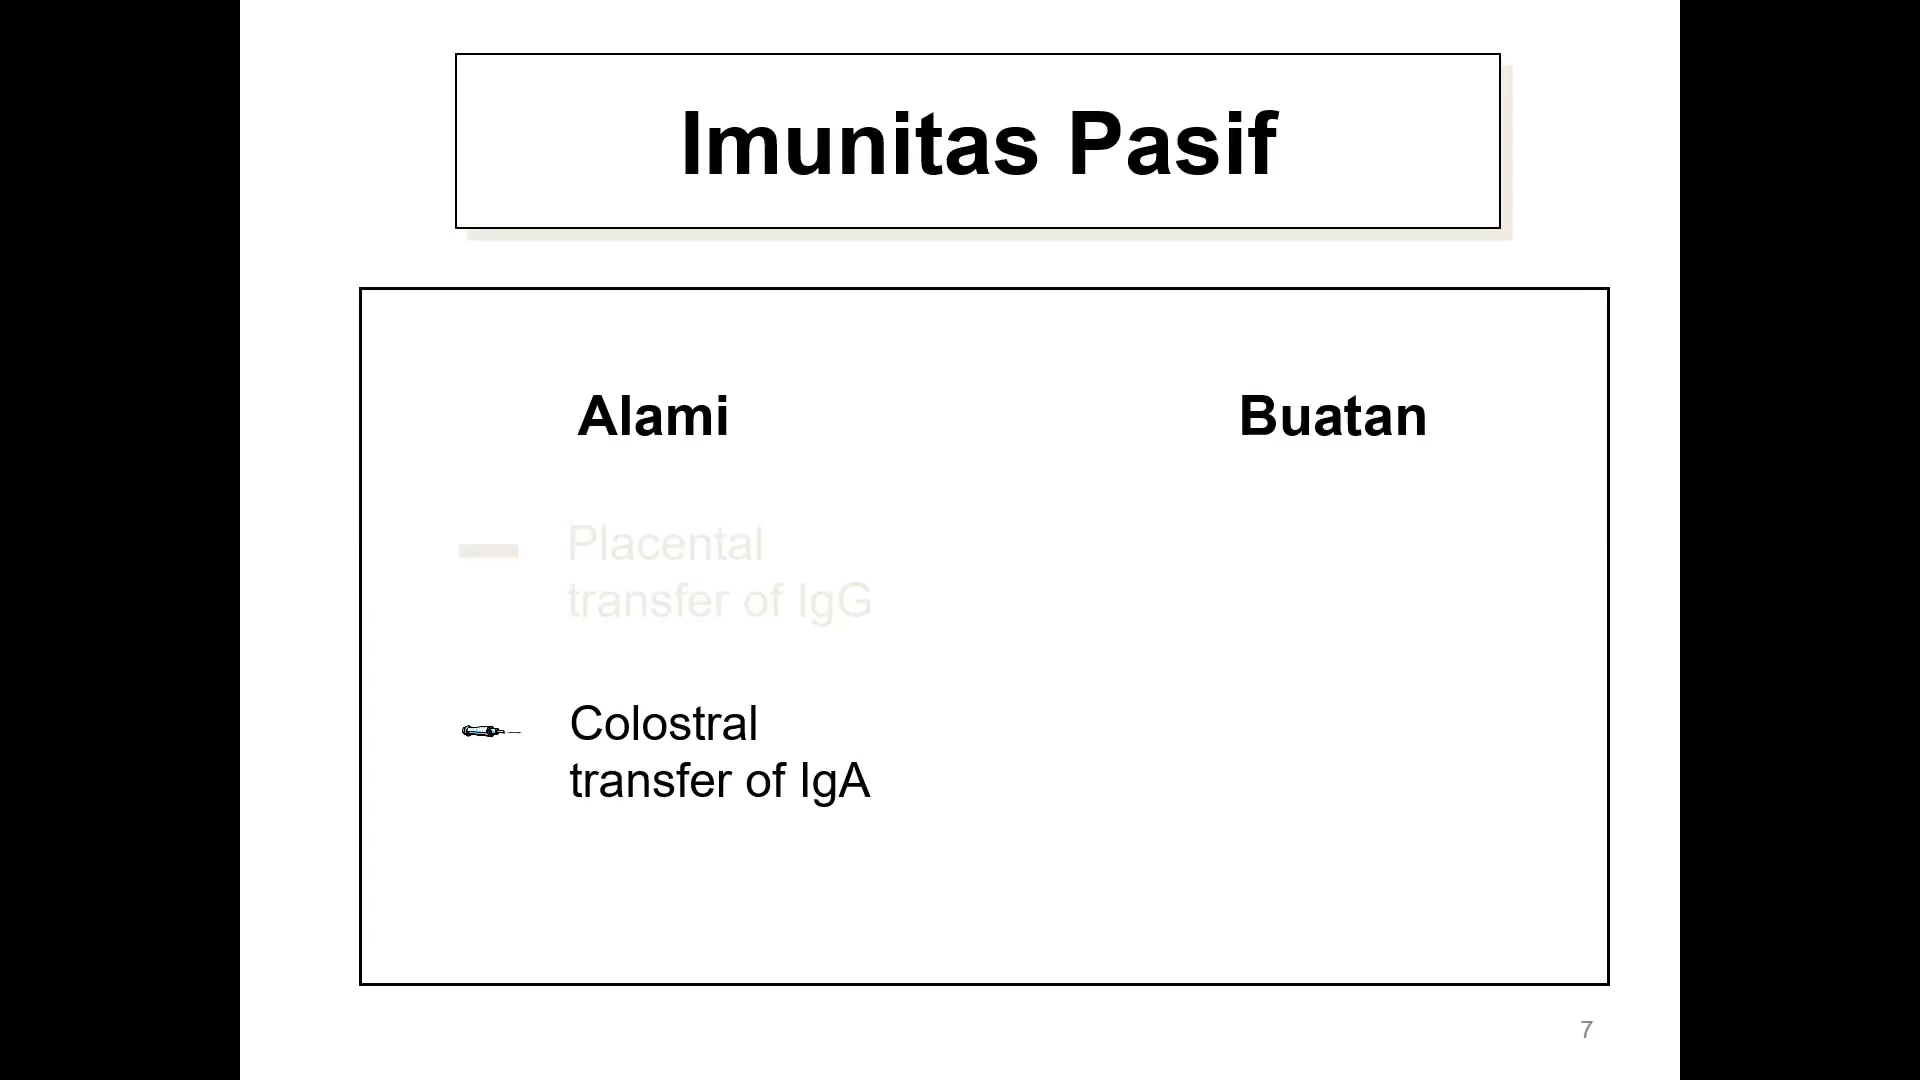 Imunitas Pasif
Alami
Buatan
Placental
transfer of IgG
Colostral
transfer of IgA
7